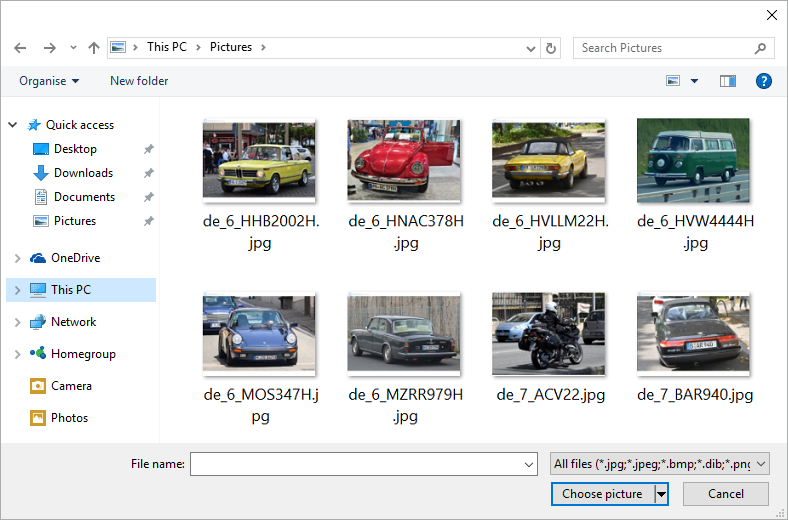 This PC
Pictures
Search Pictures
Organise
New folder
?
Quick access
Desktop
Downloads
Documents
Pictures
OneDrive
This PC
Network
Homegroup
Camera
Photos
de_6_HHB2002H.
jpg
de_6_HNAC378H
.jpg
de_6_HVLLM22H.
jpg
de_6_HVW4444H
.jpg
de_6_MOS347H.j
pg
de_6_MZRR979H
.jpg
de_7_ACV22.jpg
de_7_BAR940.jpg
File name:
All files (*.jpg;*.jpeg;*.bmp;*.dib;*.png
Choose picture
Cancel